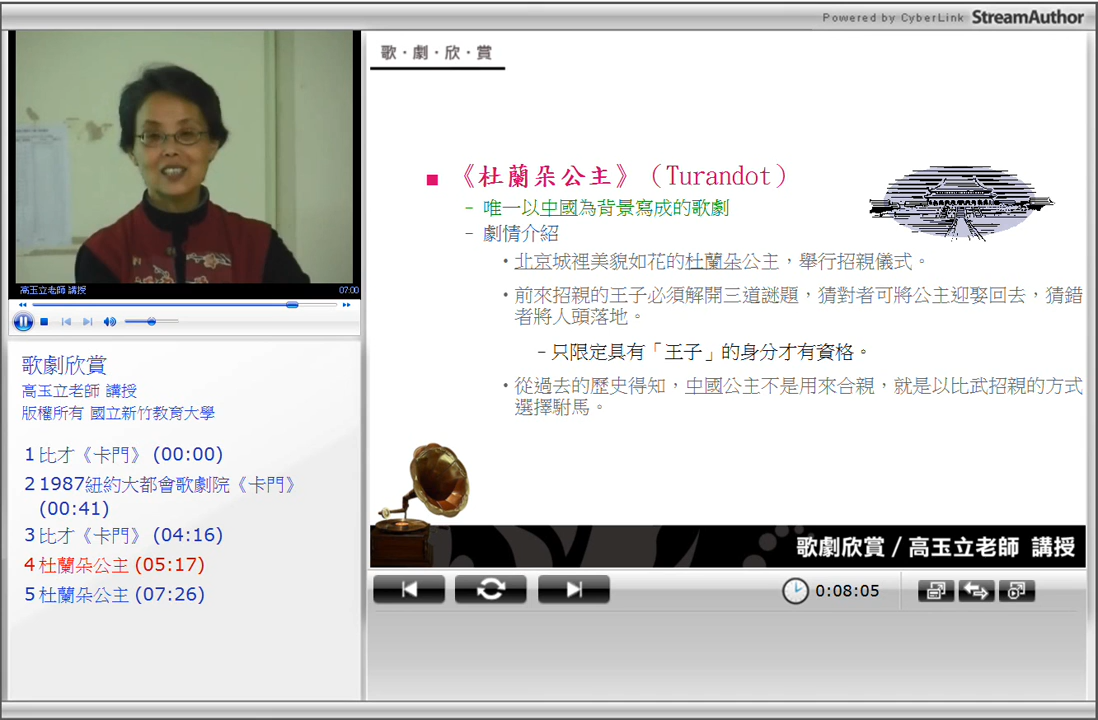 Powered by CyberLink StreamAuthor
歌·劇·欣·賞
高玉立老師 講授 07:00
歌劇欣賞
高玉立老師 講授
版權所有 國立新竹教育大學
1 比才《卡門》 (00:00)
2 1987紐約大都會歌劇院《卡門》
(00:41)
3 比才《卡門》 (04:16)
4 杜蘭朵公主 (05:17)
5 杜蘭朵公主 (07:26)
■ 《杜蘭朵公主》（Turandot）
- 唯一以中國為背景寫成的歌劇
- 劇情介紹
•北京城裡美貌如花的杜蘭朵公主，舉行招親儀式。
•前來招親的王子必須解開三道謎題，猜對者可將公主迎娶回去，猜錯
者將人頭落地。
-只限定具有「王子」的身分才有資格。
•從過去的歷史得知，中國公主不是用來合親，就是以比武招親的方式
選擇駙馬。
歌劇欣賞 / 高玉立老師 講授
0:08:05